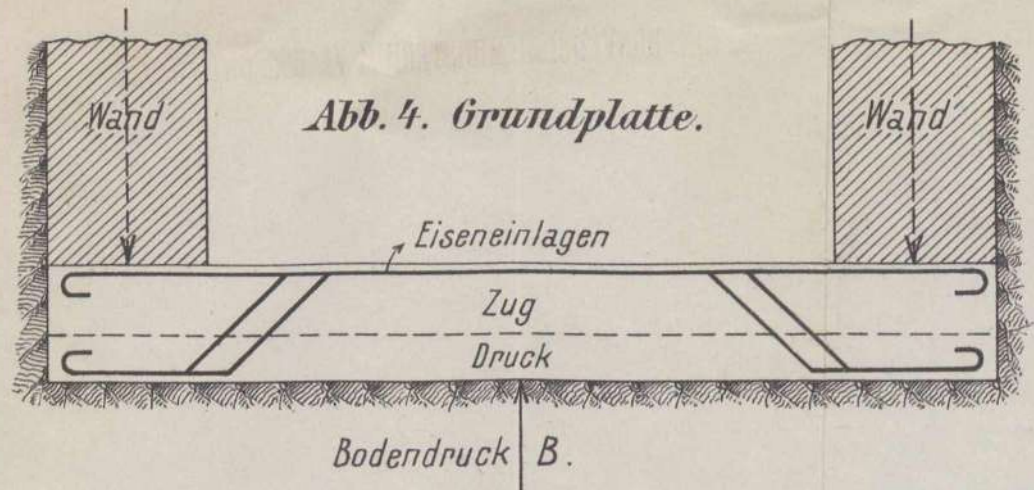 Wand
Abb. 4. Grundplatte.
Wand
Eiseneinlagen
Zug
Druck
Bodendruck B.